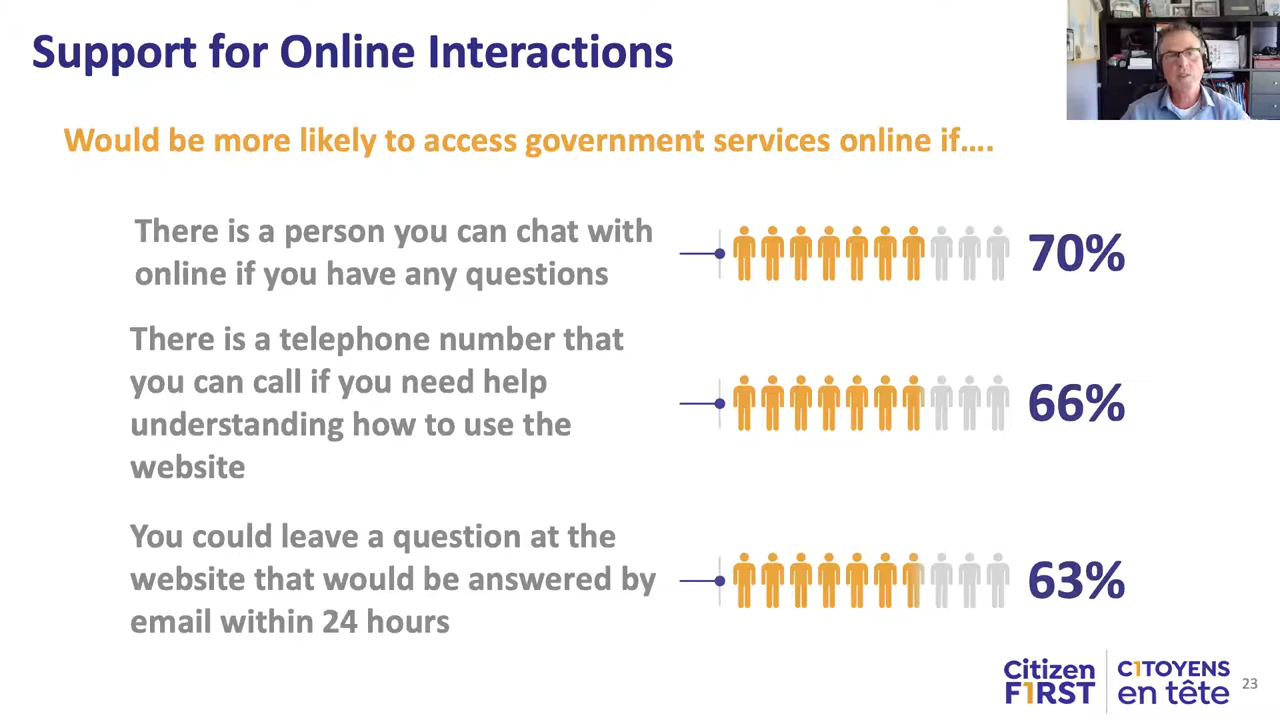 Support for Online Interactions
Would be more likely to access government services online if....
There is a person you can chat with
online if you have any questions
70%
There is a telephone number that
you can call if you need help
understanding how to use the
website
66%
You could leave a question at the
website that would be answered by
email within 24 hours
63%
Citizen
F1RST
C1TOYENS
en tête
23